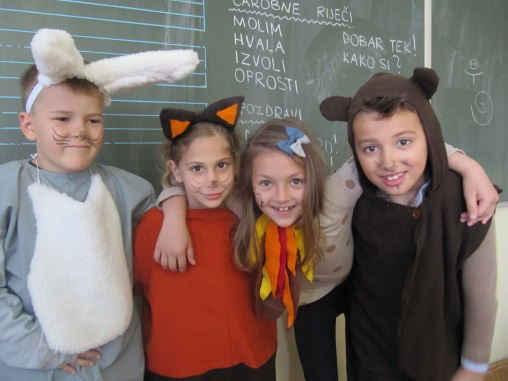 ČAROBNE RIJEČI
MOLIM
HVALA
IZVOLI
OPROSTI
DOBAR TEK!
KAKO SI?
POZDRAVI